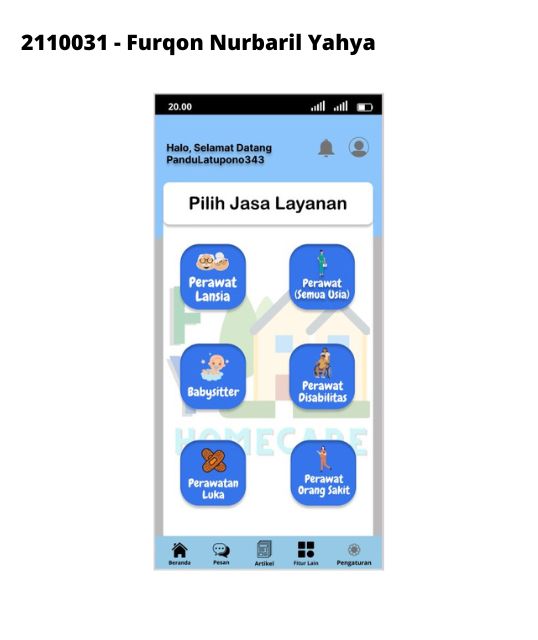 2110031 - Furqon Nurbaril Yahya
20.00
Halo, Selamat Datang
PanduLatupono343
Pilih Jasa Layanan
Perawat
Lansia
Perawat
(Semua Usia)
Babysitter
Perawat
Disabilitas
HOMECARE
Perawatan
Luka
Perawat
Orang Sakit
Beranda
Pesan
Artikel
Fitur Lain
Pengaturan